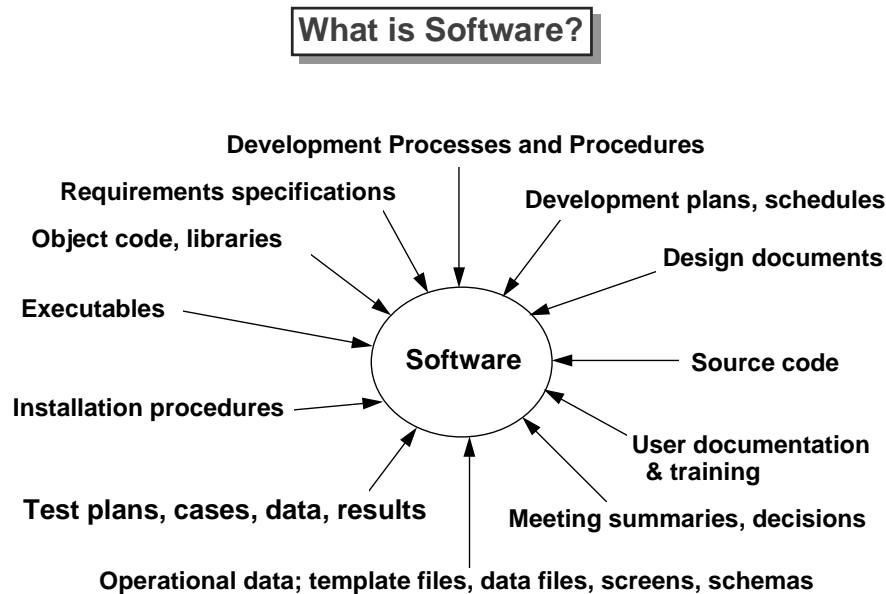 What is Software?
Development Processes and Procedures
Requirements specifications
Development plans, schedules
Object code, libraries
Design documents
Executables
Software
Source code
Installation procedures
User documentation
& training
Test plans, cases, data, results
Meeting summaries, decisions
Operational data; template files, data files, screens, schemas